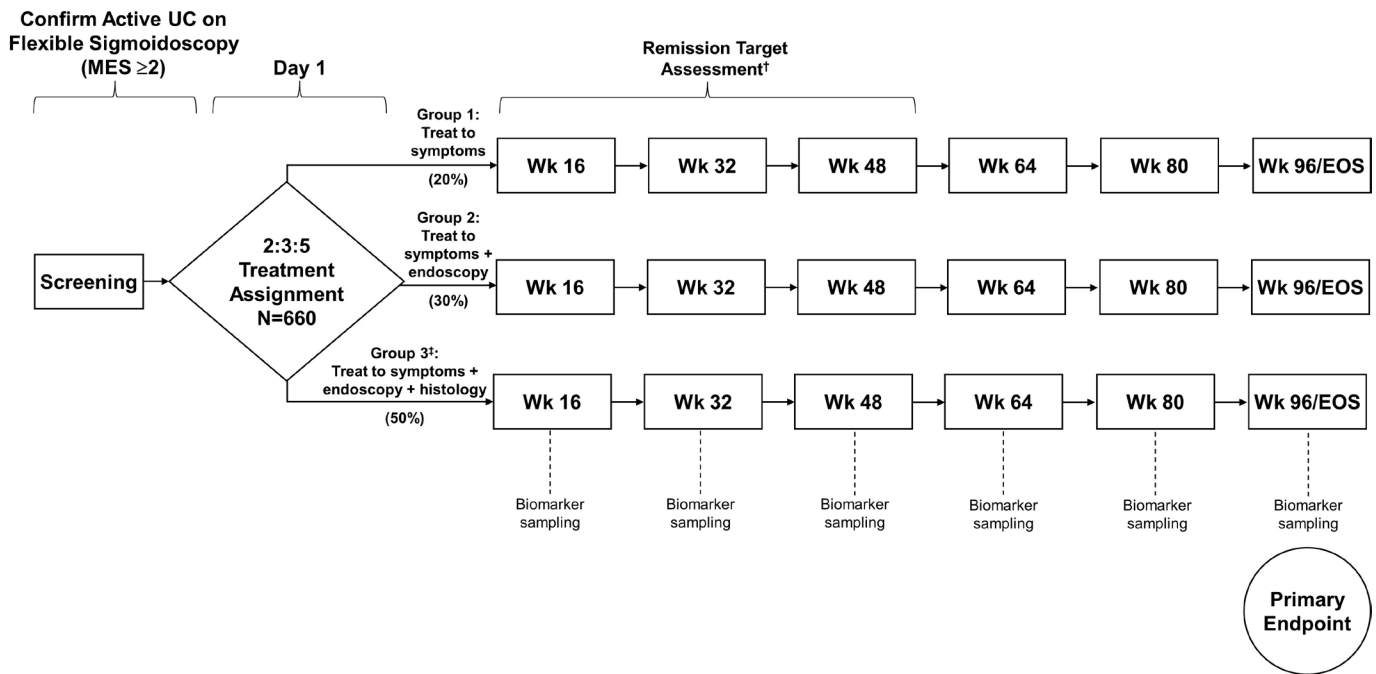 Confirm Active UC on
Flexible Sigmoidoscopy
(MES ≥2)
Day 1
Remission Target
Assessment†
Group 1:
Treat to
symptoms
(20%)
Wk 16
Wk 32
Wk 48
Wk 64
Wk 80
Wk 96/EOS
Screening
2:3:5
Treatment
Assignment
N=660
Group 2:
Treat to
symptoms +
endoscopy
(30%)
Wk 16
Wk 32
Wk 48
Wk 64
Wk 80
Wk 96/EOS
Group 3‡:
Treat to symptoms +
endoscopy + histology
(50%)
Wk 16
Wk 32
Wk 48
Wk 64
Wk 80
Wk 96/EOS
Biomarker
sampling
Biomarker
sampling
Biomarker
sampling
Biomarker
sampling
Biomarker
sampling
Biomarker
sampling
Primary
Endpoint